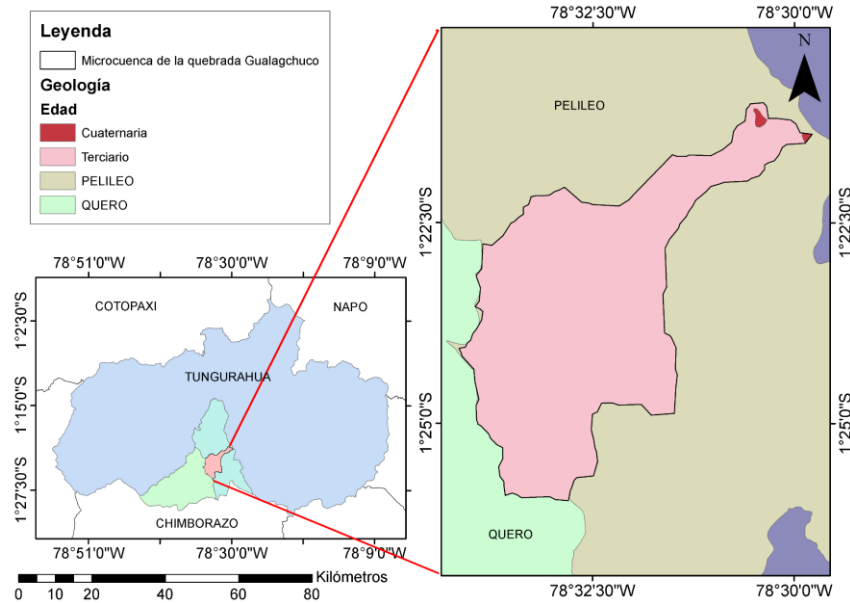 Leyenda
Microcuenca de la quebrada Gualagchuco
Geología
Edad
Cuaternaria
Terciario
PELILEO
QUERO
78°51'0"W 78°30'0"W 78°9'0"W
COTOPAXI NAPO
1°2'30"S
TUNGURAHUA
1°15'0"S
1°27'30"S
CHIMBORAZO
1°2'30"S
1°15'0"S
1°27'30"S
78°51'0"W 78°30'0"W 78°9'0"W
0 10 20 40 60 80 Kilómetros
78°32'30"W 78°30'0"W
N
PELILEO
1°22'30"S
1°25'0"S
QUERO
1°22'30"S
1°25'0"S
78°32'30"W 78°30'0"W